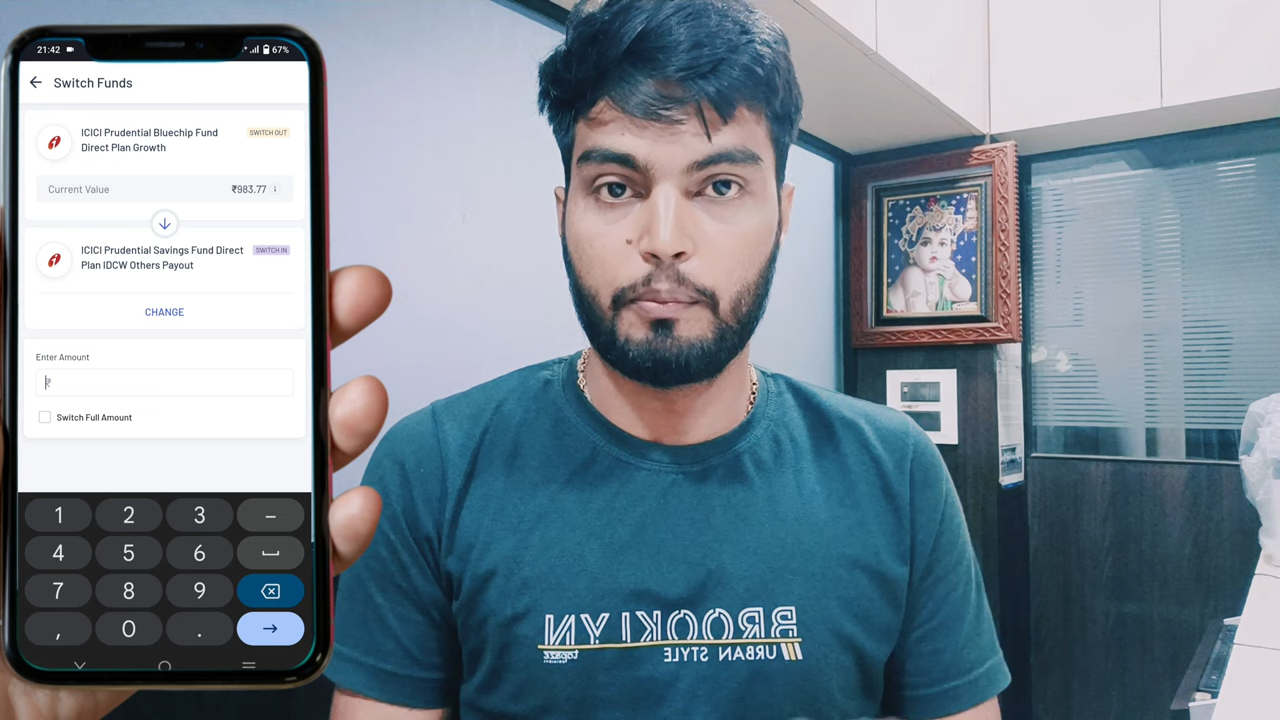 21:42
67%
Switch Funds
ICICI Prudential Bluechip Fund
Direct Plan Growth
SWITCH OUT
Current Value
₹983.77
ICICI Prudential Savings Fund Direct
Plan IDCW Others Payout
SWITCH IN
CHANGE
Enter Amount
₹
Switch Full Amount
1 2 3 –
4 5 6
7 8 9
, 0 .
BROOKLYN
URBAN STYLE
topaze